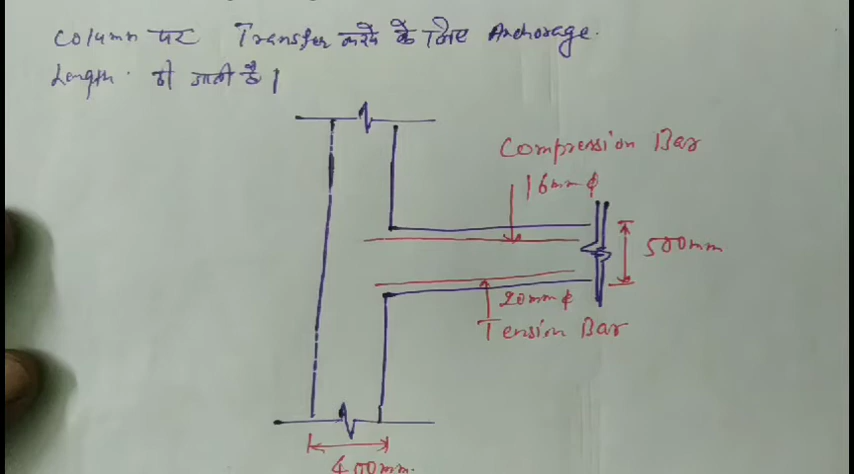 Column पर Transfer करने के लिए Anchorage.
Length. दी जाती है।
Compression Bar
16mm ϕ
500mm
20mm ϕ
Tension Bar
400mm.